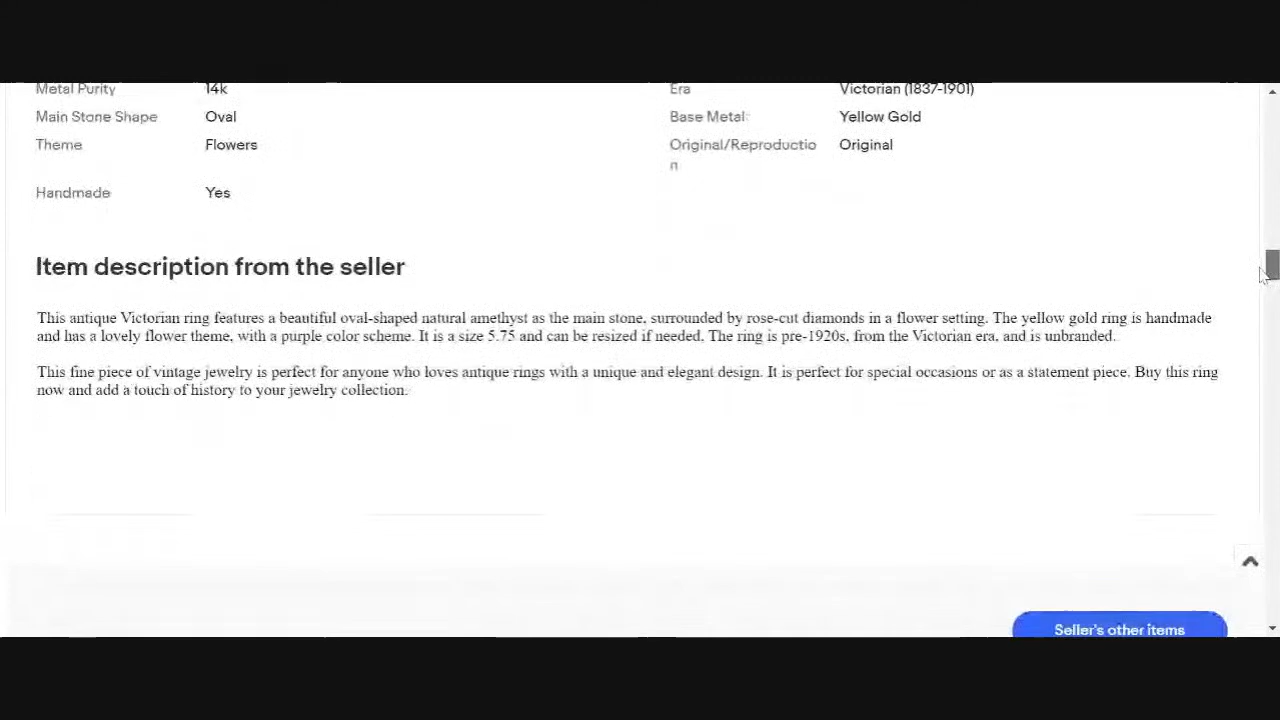 Metal Purity 14k Era Victorian (1837-1901)
Main Stone Shape Oval Base Metal Yellow Gold
Theme Flowers Original/Reproductio Original
n
Handmade Yes
Item description from the seller
This antique Victorian ring features a beautiful oval-shaped natural amethyst as the main stone, surrounded by rose-cut diamonds in a flower setting. The yellow gold ring is handmade
and has a lovely flower theme, with a purple color scheme. It is a size 5.75 and can be resized if needed. The ring is pre-1920s, from the Victorian era, and is unbranded.
This fine piece of vintage jewelry is perfect for anyone who loves antique rings with a unique and elegant design. It is perfect for special occasions or as a statement piece. Buy this ring
now and add a touch of history to your jewelry collection.
Seller's other items